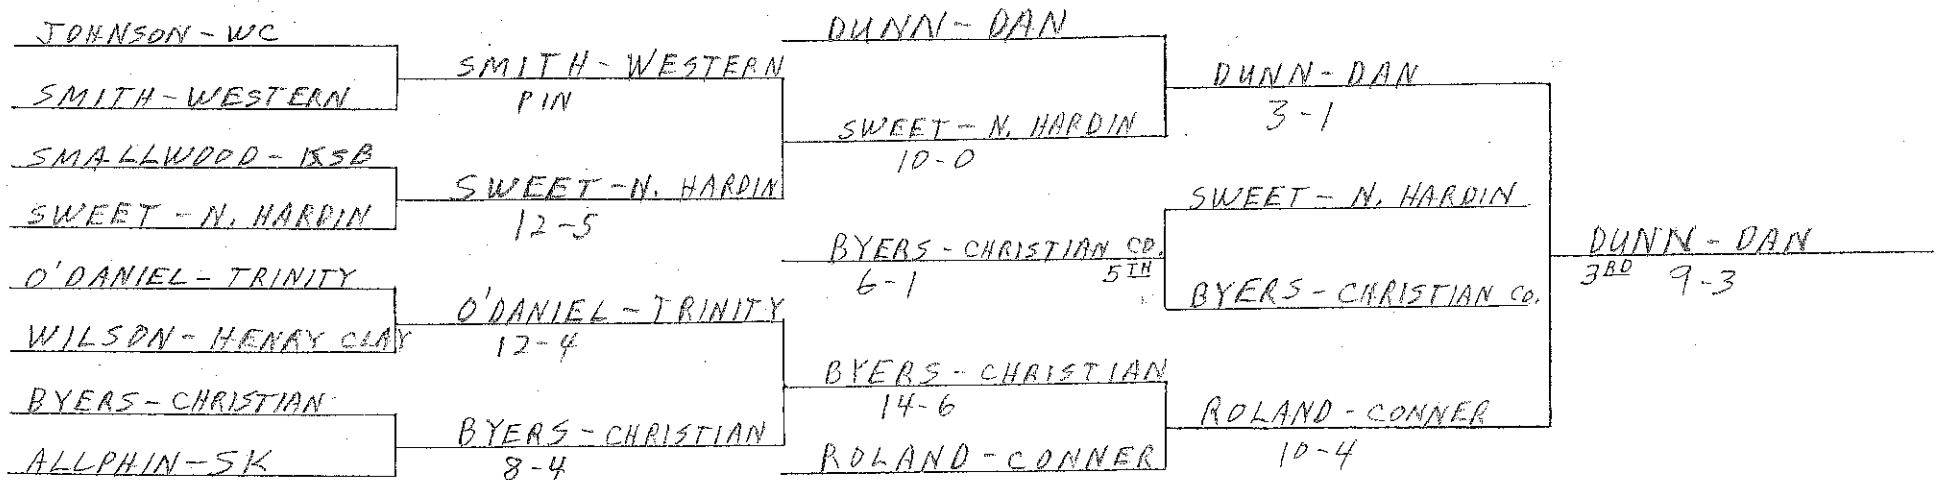 JOHNSON - WC
SMITH - WESTERN
SMALLWOOD - KSB
SWEET - N. HARDIN
O'DANIEL - TRINITY
WILSON - HENRY CLAY
BYERS - CHRISTIAN
ALLPHIN - SK
SMITH - WESTERN
PIN
SWEET - N. HARDIN
12-5
O'DANIEL - TRINITY
12-4
BYERS - CHRISTIAN
8-4
DUNN - DAN
SWEET - N. HARDIN
10-0
BYERS - CHRISTIAN CO.
6-1 5TH
BYERS - CHRISTIAN
14-6
ROLAND - CONNER
DUNN - DAN
3-1
SWEET - N. HARDIN
BYERS - CHRISTIAN CO.
ROLAND - CONNER
10-4
DUNN - DAN
3RD 9-3